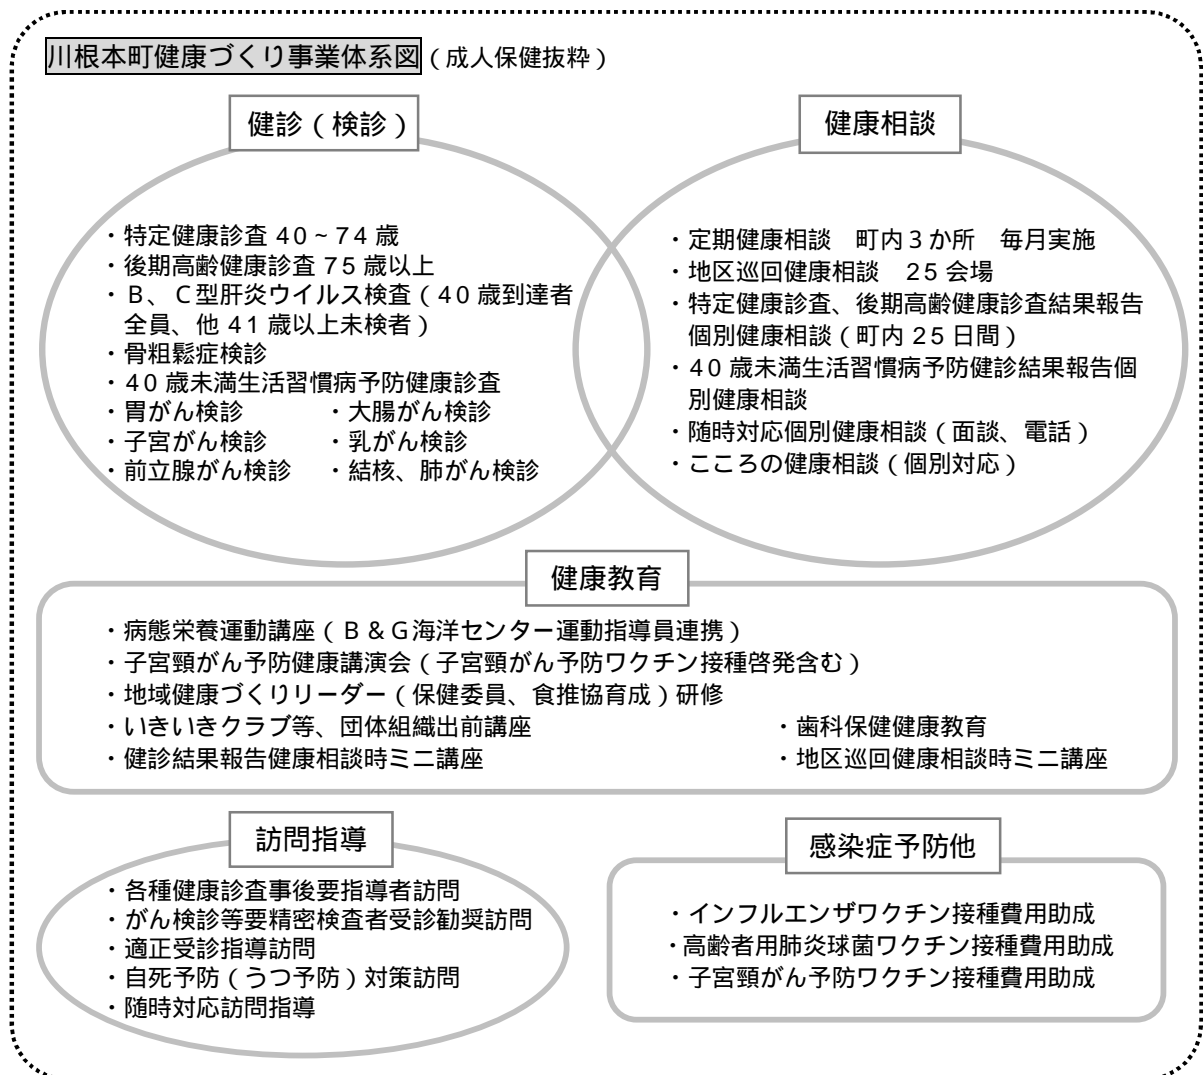 川根本町健康づくり事業体系図（成人保健抜粋）
健診（検診）
・特定健康診査 40～74 歳
・後期高齢健康診査 75 歳以上
・Ｂ、Ｃ型肝炎ウイルス検査（40 歳到達者
全員、他 41 歳以上未検者）
・骨粗鬆症検診
・40 歳未満生活習慣病予防健康診査
・胃がん検診　　・大腸がん検診
・子宮がん検診　　・乳がん検診
・前立腺がん検診　・結核、肺がん検診
健康相談
・定期健康相談　町内３か所　毎月実施
・地区巡回健康相談　25 会場
・特定健康診査、後期高齢健康診査結果報告
個別健康相談（町内 25 日間）
・40 歳未満生活習慣病予防健診結果報告個
別健康相談
・随時対応個別健康相談（面談、電話）
・こころの健康相談（個別対応）
健康教育
・病態栄養運動講座（Ｂ＆Ｇ海洋センター運動指導員連携）
・子宮頸がん予防健康講演会（子宮頸がん予防ワクチン接種啓発含む）
・地域健康づくりリーダー（保健委員、食推協育成）研修
・いきいきクラブ等、団体組織出前講座　　・歯科保健健康教育
・健診結果報告健康相談時ミニ講座　　・地区巡回健康相談時ミニ講座
訪問指導
・各種健康診査事後要指導者訪問
・がん検診等要精密検査者受診勧奨訪問
・適正受診指導訪問
・自死予防（うつ予防）対策訪問
・随時対応訪問指導
感染症予防他
・インフルエンザワクチン接種費用助成
・高齢者用肺炎球菌ワクチン接種費用助成
・子宮頸がん予防ワクチン接種費用助成